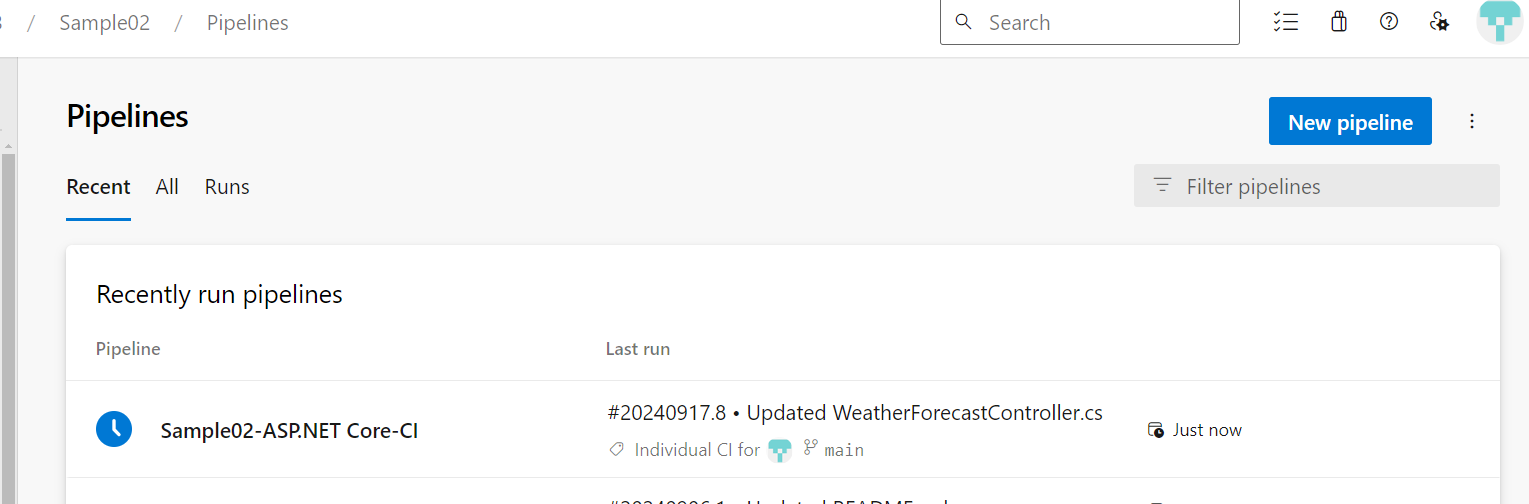 / Sample02 / Pipelines
Search
Pipelines
New pipeline
Recent All Runs
Filter pipelines
Recently run pipelines
Pipeline Last run
Sample02-ASP.NET Core-CI
#20240917.8 • Updated WeatherForecastController.cs
Individual CI for main
Just now